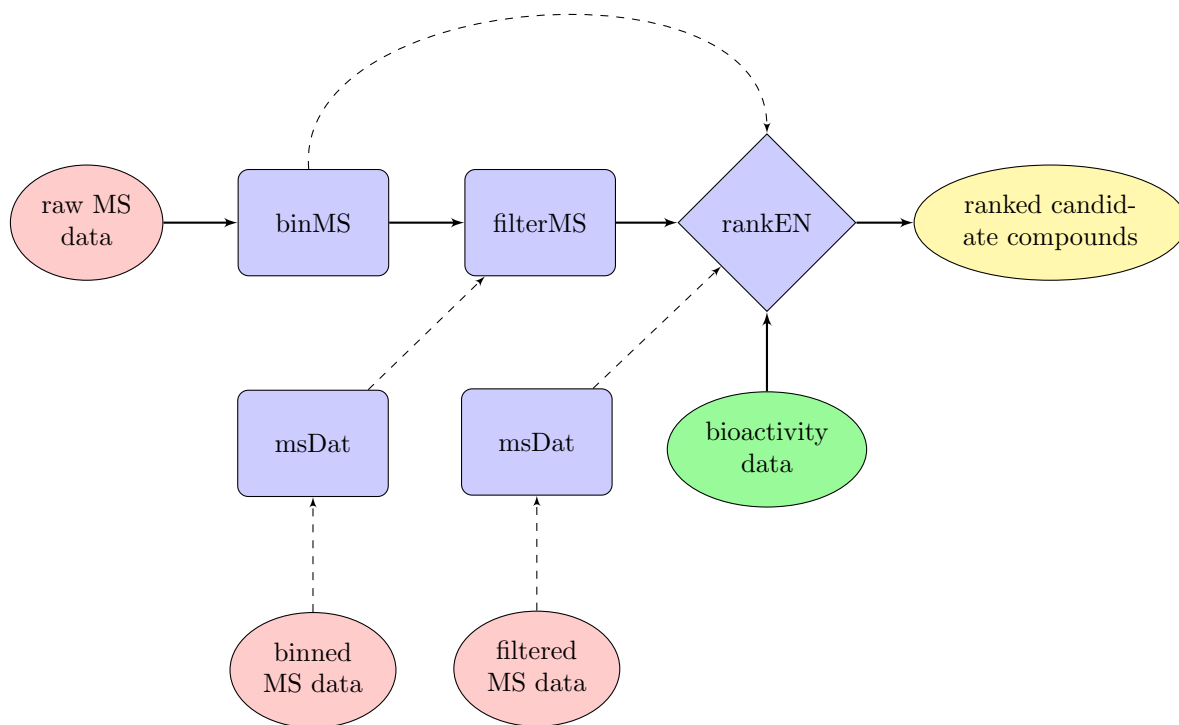 raw MS
data
binMS
filterMS
rankEN
ranked candid-
ate compounds
msDat
msDat
bioactivity
data
binned
MS data
filtered
MS data